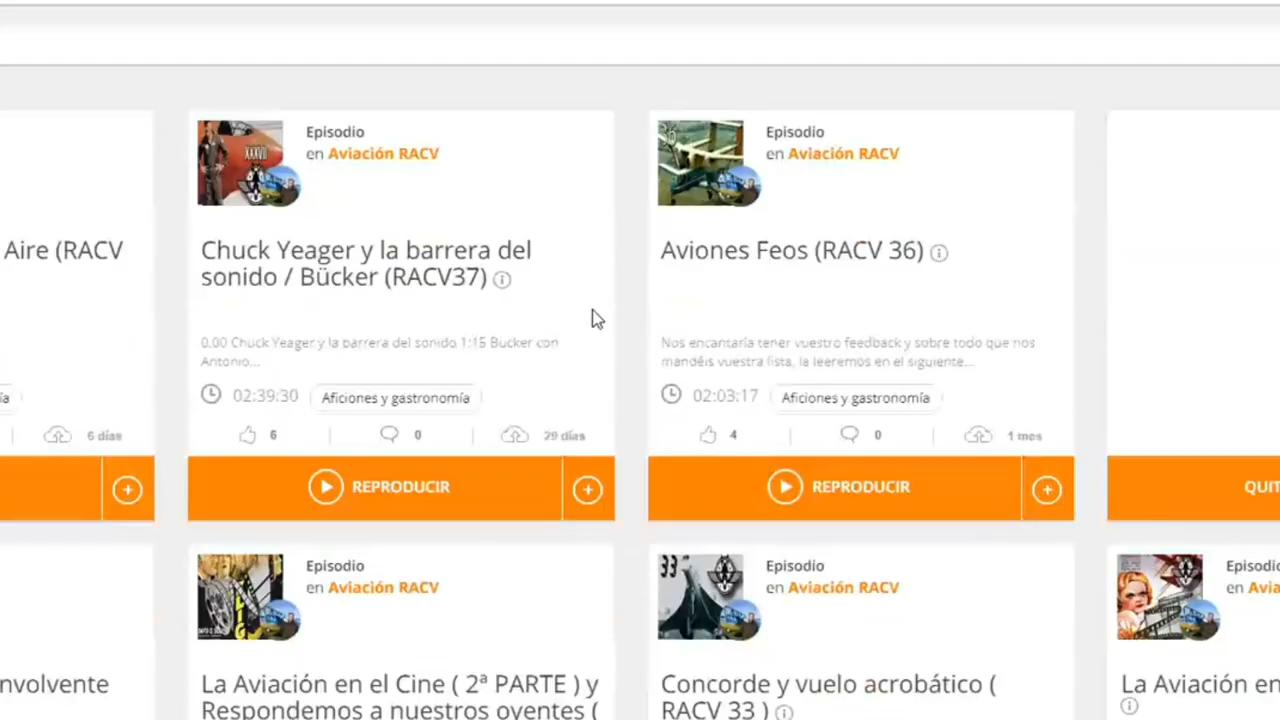 Aire (RACV
ía
6 días
Episodio
en Aviación RACV
XXXVII
Chuck Yeager y la barrera del
sonido / Bücker (RACV37)
0.00 Chuck Yeager y la barrera del sonido 1:15 Bucker con
Antonio...
02:39:30
Aficiones y gastronomía
6
0
29 días
REPRODUCIR
Episodio
en Aviación RACV
36
Aviones Feos (RACV 36)
Nos encantaría tener vuestro feedback y sobre todo que nos
mandéis vuestra lista, la leeremos en el siguiente...
02:03:17
Aficiones y gastronomía
4
0
1 mes
REPRODUCIR
QUIT
nvolvente
Episodio
en Aviación RACV
La Aviación en el Cine ( 2ª PARTE ) y
Respondemos a nuestros oyentes (
Episodio
en Aviación RACV
33
Concorde y vuelo acrobático (
RACV 33 )
Episodio
en Avia
La Aviación en